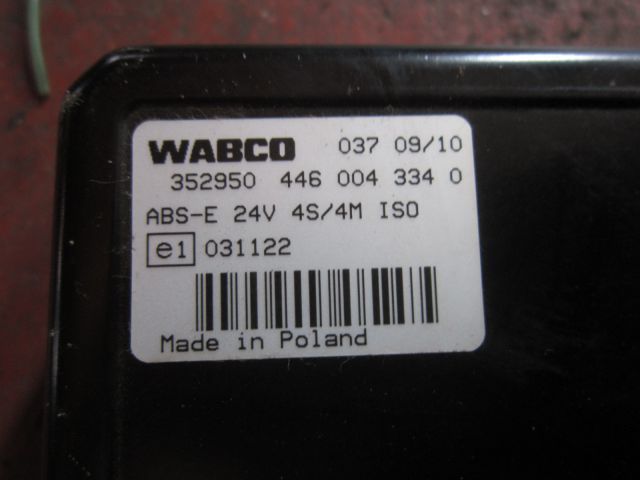 WABCO 037 09/10
352950 446 004 334 0
ABS-E 24V 4S/4M ISO
e1 031122
Made in Poland